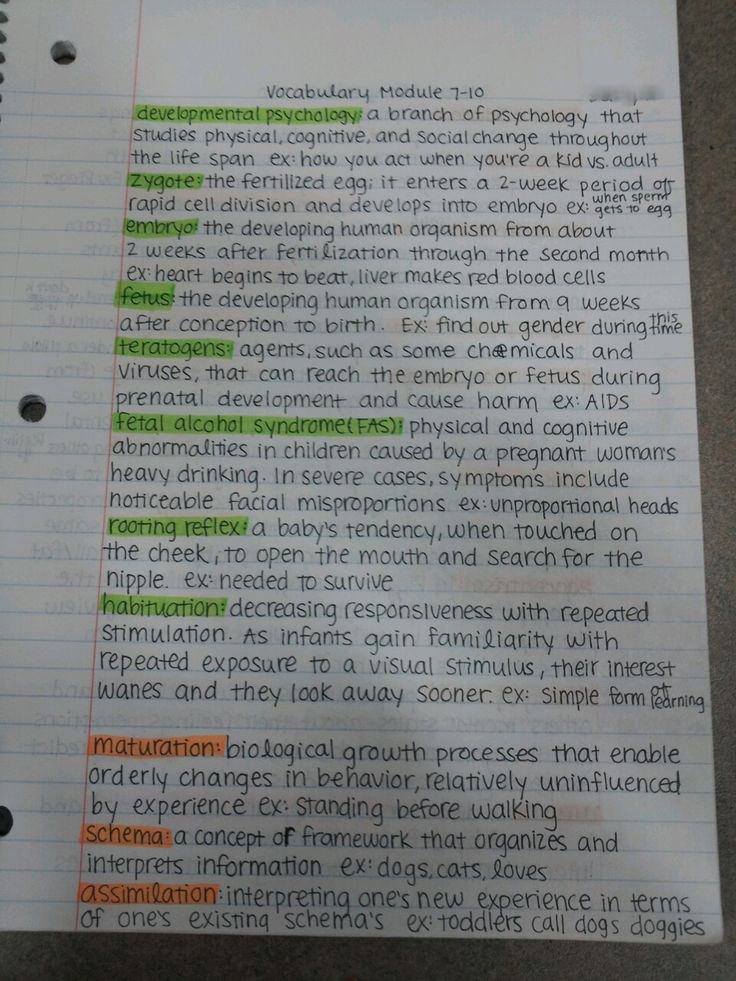 Vocabulary Module 7-10
developmental psychology: a branch of psychology that
studies physical, cognitive, and social change throughout
the life span ex: how you act when you're a kid vs. adult
zygote: the fertilized egg; it enters a 2-week period of
rapid cell division and develops into embryo ex: when sperm gets to egg
embryo: the developing human organism from about
2 weeks after fertilization through the second month
ex: heart begins to beat, liver makes red blood cells
fetus: the developing human organism from 9 weeks
after conception to birth. Ex: find out gender during this time
teratogens: agents, such as some chemicals and
viruses, that can reach the embryo or fetus during
prenatal development and cause harm ex: AIDS
fetal alcohol syndrome(FAS): physical and cognitive
abnormalities in children caused by a pregnant woman's
heavy drinking. In severe cases, symptoms include
noticeable facial misproportions ex: unproportional heads
rooting reflex: a baby's tendency, when touched on
the cheek, to open the mouth and search for the
nipple. ex: needed to survive
habituation: decreasing responsiveness with repeated
stimulation. As infants gain familiarity with
repeated exposure to a visual stimulus, their interest
wanes and they look away sooner. ex: simple form of learning
maturation: biological growth processes that enable
orderly changes in behavior, relatively uninfluenced
by experience ex: standing before walking
schema: a concept or framework that organizes and
interprets information ex: dogs, cats, loves
assimilation: interpreting one's new experience in terms
of one's existing schema's ex: toddlers call dogs doggies